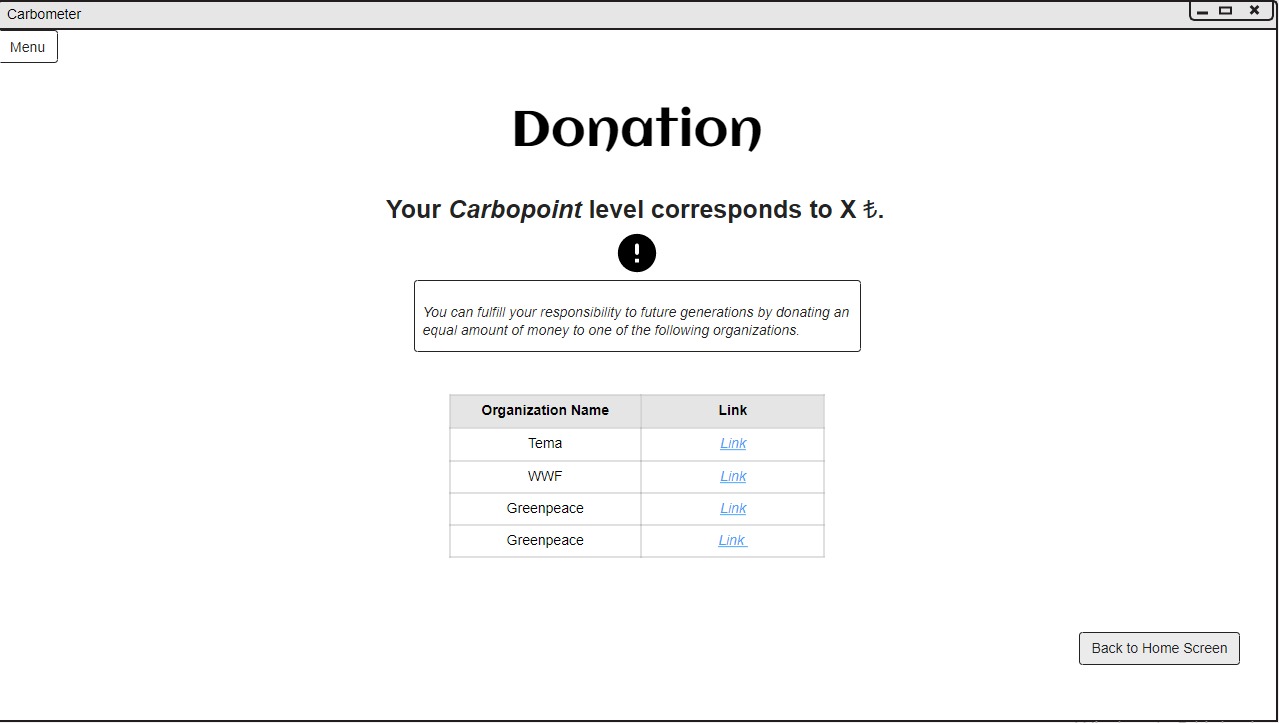 Carbometer
Menu
Donation
Your Carbopoint level corresponds to X ₺.
You can fulfill your responsibility to future generations by donating an
equal amount of money to one of the following organizations.
Organization Name Link
Tema Link
WWF Link
Greenpeace Link
Greenpeace Link
Back to Home Screen